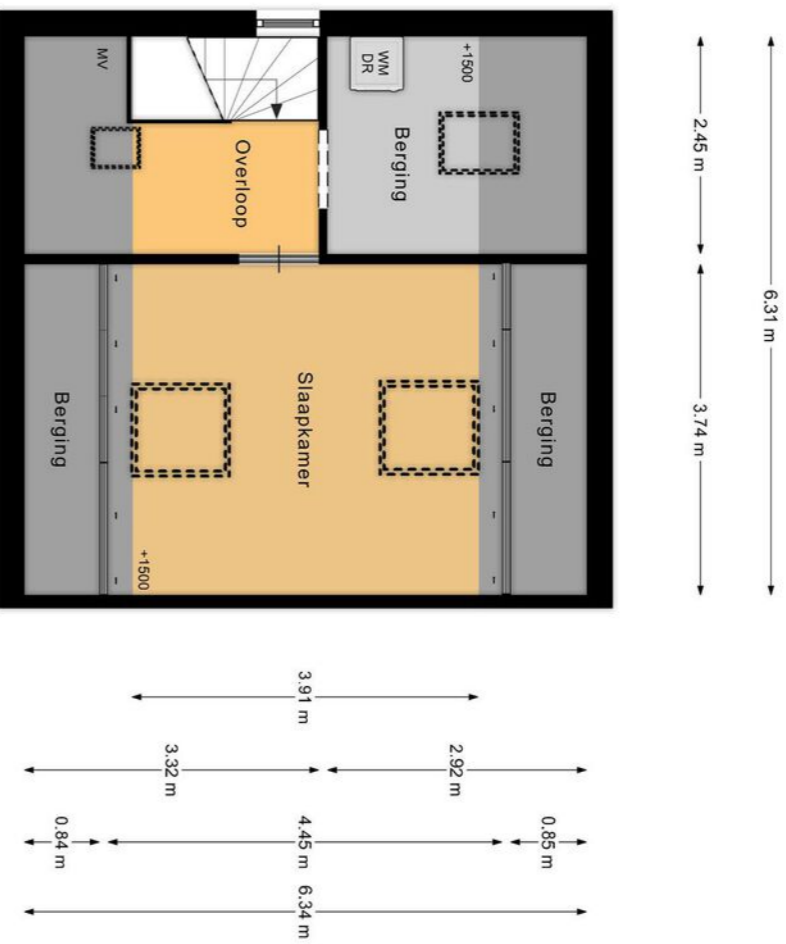 MV
WM
DR
+1500
Berging
Overloop
Slaapkamer
Berging
Berging
+1500
2.45 m
3.74 m
6.31 m
3.91 m
3.32 m
2.92 m
0.84 m
4.45 m
0.85 m
6.34 m